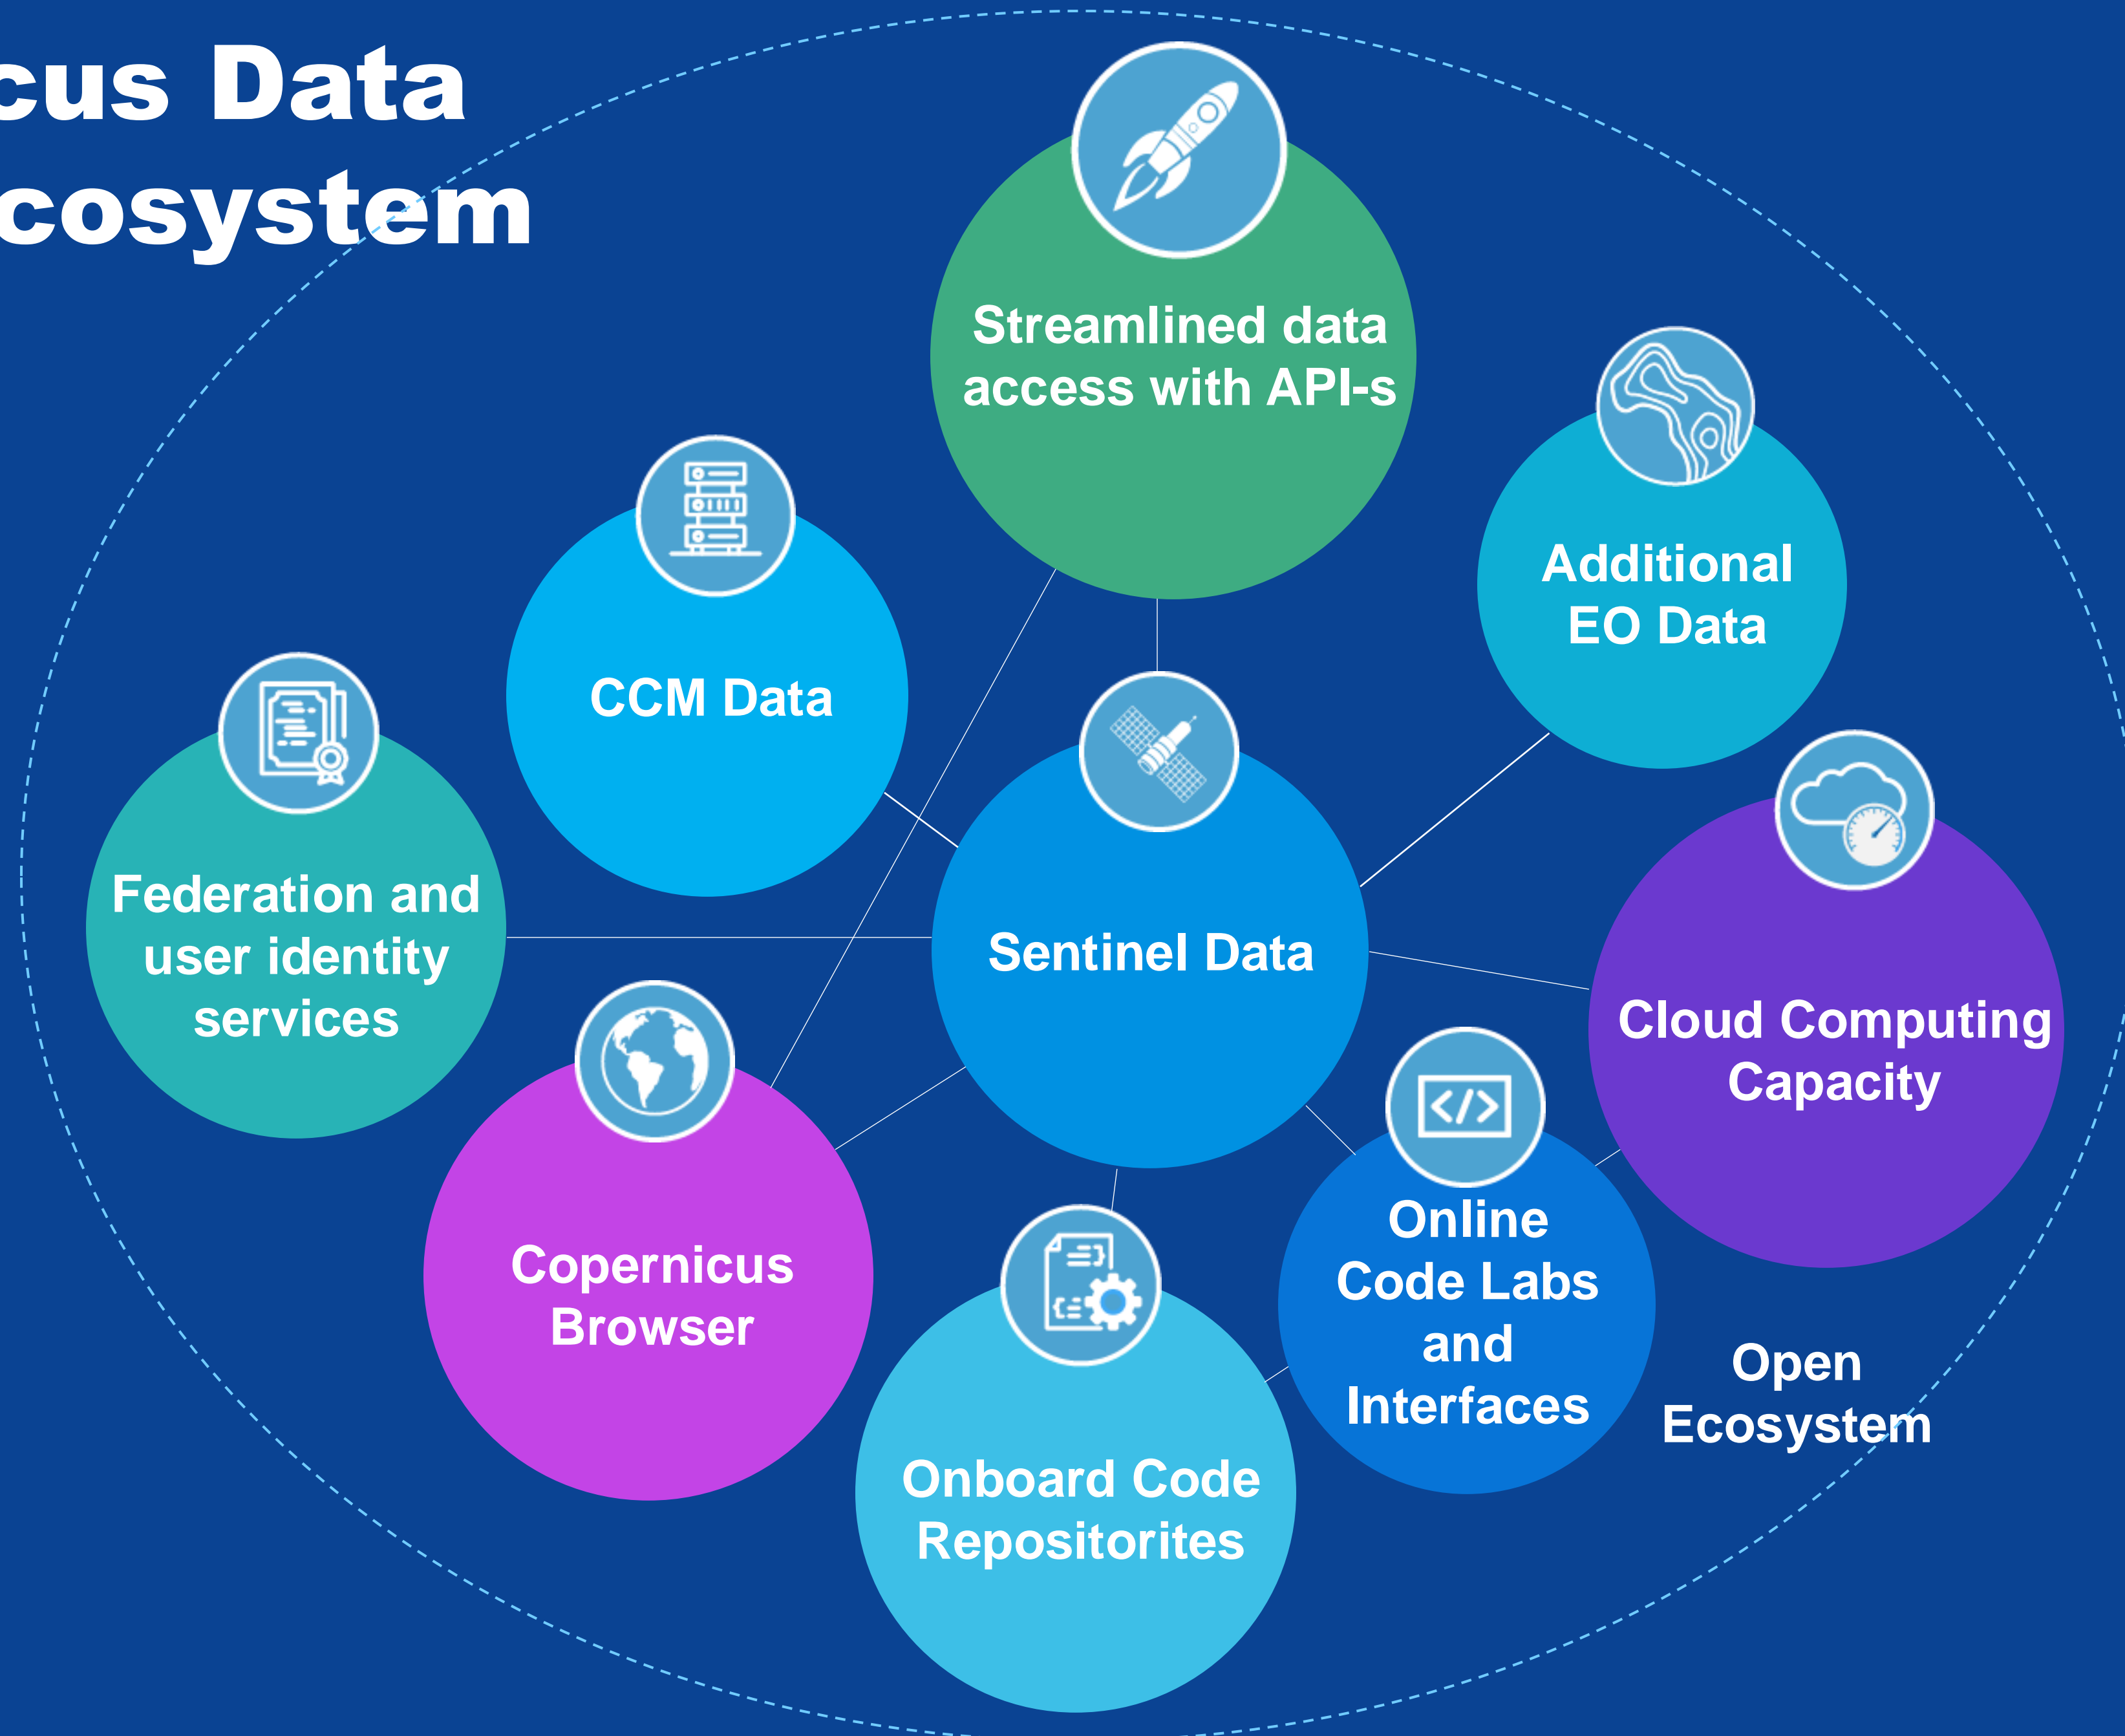 cus Data
cosystem
Streamlined data
access with API-s
Additional
EO Data
CCM Data
Federation and
user identity
services
Sentinel Data
Cloud Computing
Capacity
Copernicus
Browser
Online
Code Labs
and
Interfaces
Open
Ecosystem
Onboard Code
Repositorites